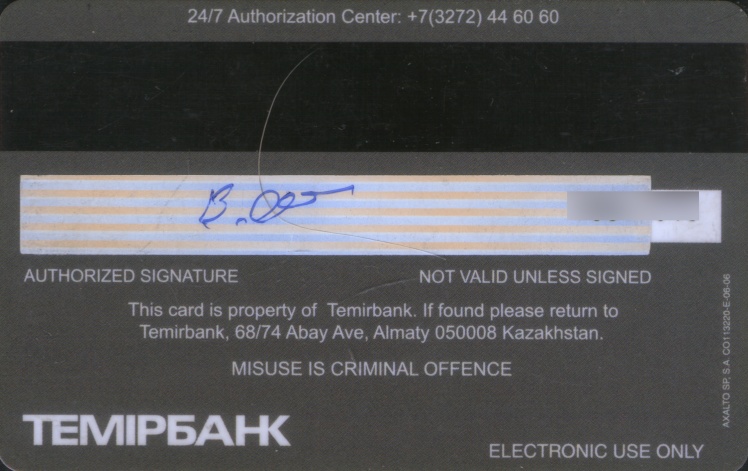 24/7 Authorization Center: +7(3272) 44 60 60
AUTHORIZED SIGNATURE
NOT VALID UNLESS SIGNED
This card is property of Temirbank. If found please return to
Temirbank, 68/74 Abay Ave, Almaty 050008 Kazakhstan.
MISUSE IS CRIMINAL OFFENCE
ТЕМIРБАНК
ELECTRONIC USE ONLY
AXALTO SP, S.A. CO113220-E-06-06